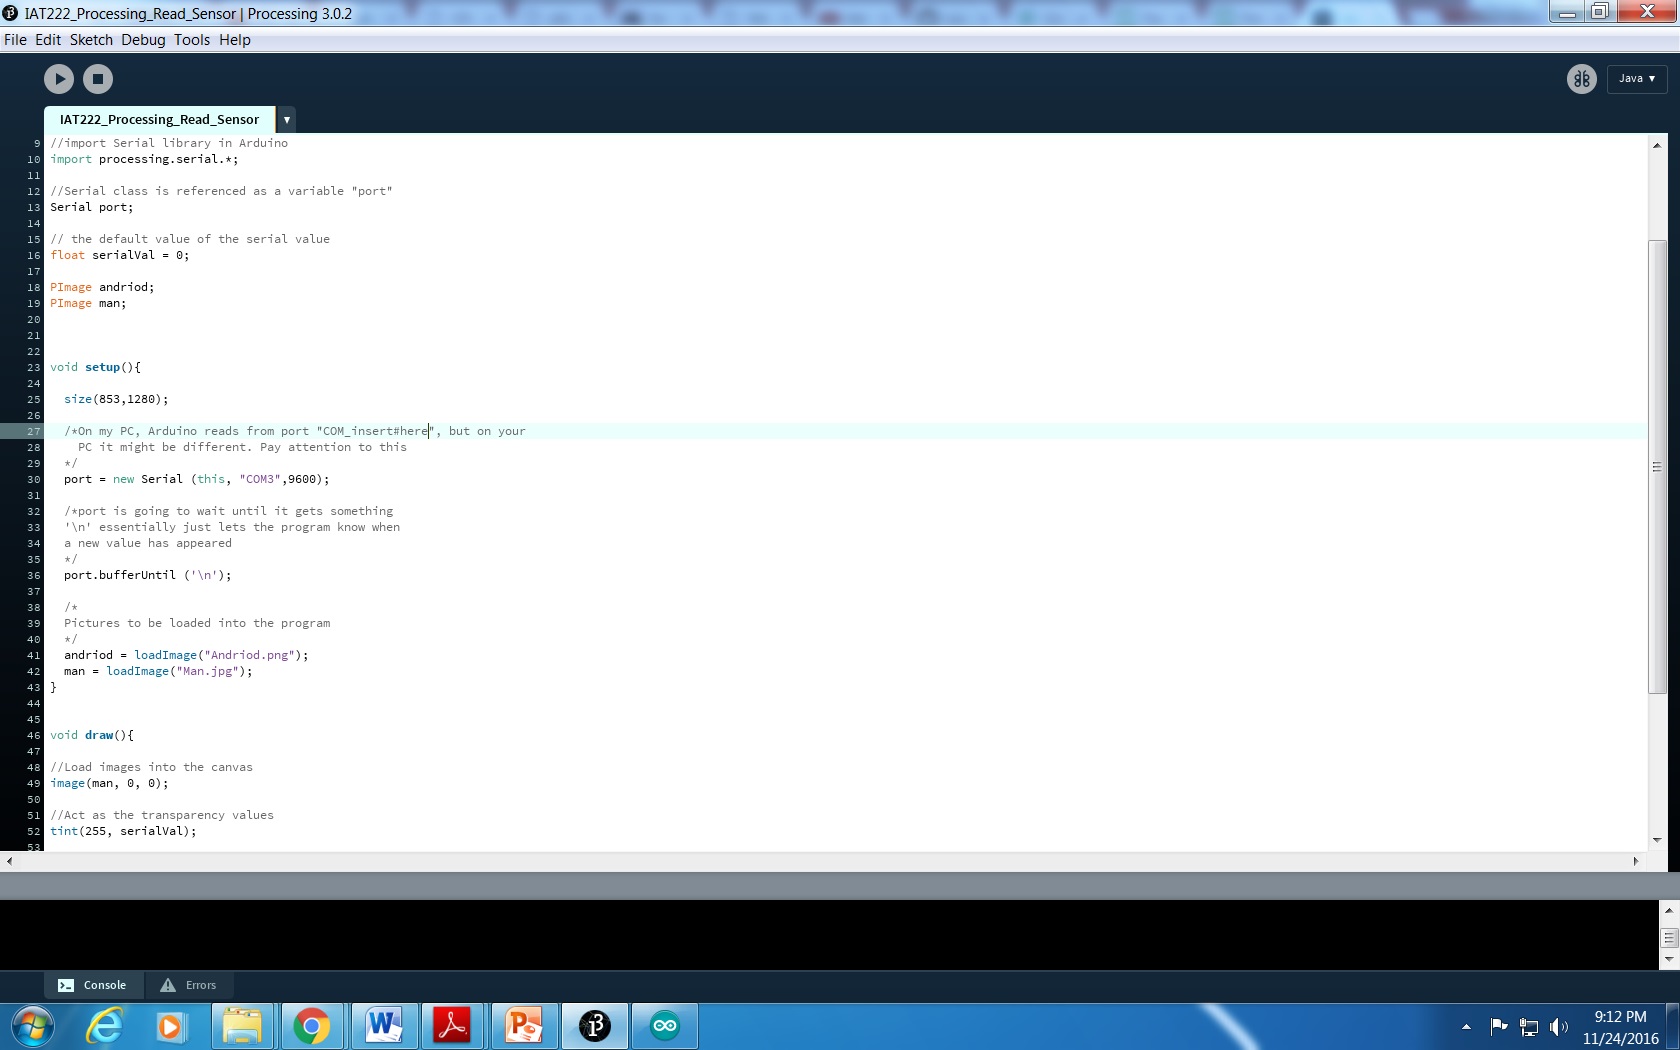 IAT222_Processing_Read_Sensor | Processing 3.0.2
File Edit Sketch Debug Tools Help
Java ▼
IAT222_Processing_Read_Sensor ▼
9 //import Serial library in Arduino
10 import processing.serial.*;
11
12 //Serial class is referenced as a variable "port"
13 Serial port;
14
15 // the default value of the serial value
16 float serialVal = 0;
17
18 PImage andriod;
19 PImage man;
20
21
22
23 void setup(){
24
25 size(853,1280);
26
27 /*On my PC, Arduino reads from port "COM_insert#here", but on your
28 PC it might be different. Pay attention to this
29 */
30 port = new Serial (this, "COM3",9600);
31
32 /*port is going to wait until it gets something
33 '\n' essentially just lets the program know when
34 a new value has appeared
35 */
36 port.bufferUntil ('\n');
37
38 /*
39 Pictures to be loaded into the program
40 */
41 andriod = loadImage("Andriod.png");
42 man = loadImage("Man.jpg");
43 }
44
45
46 void draw(){
47
48 //Load images into the canvas
49 image(man, 0, 0);
50
51 //Act as the transparency values
52 tint(255, serialVal);
53
Console Errors
9:12 PM
11/24/2016